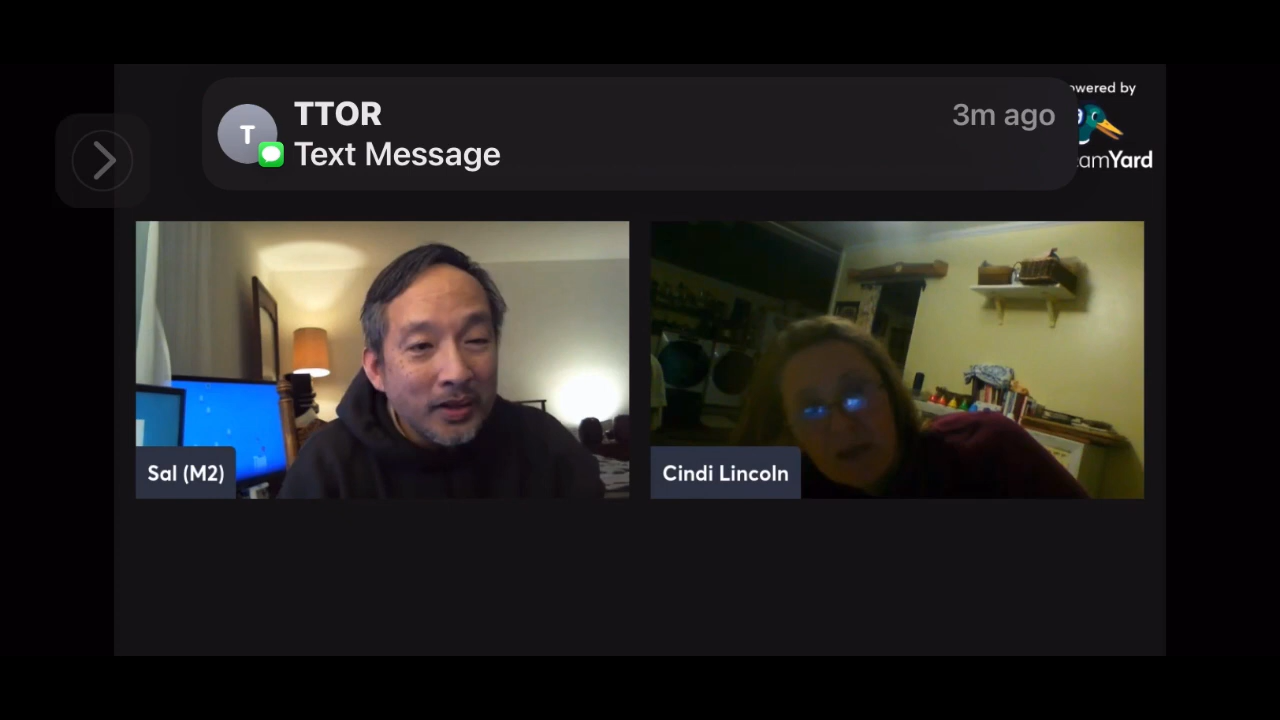 TTOR
3m ago
T
Text Message
owered by
amYard
Sal (M2)
Cindi Lincoln